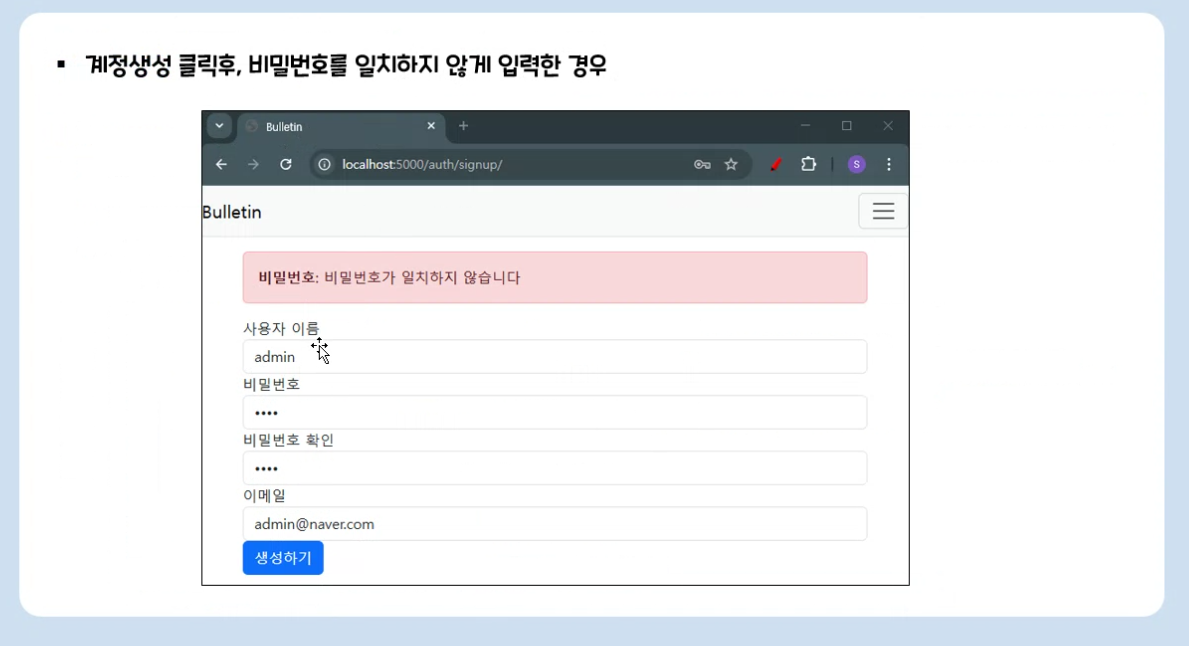 ▪ 계정생성 클릭후, 비밀번호를 일치하지 않게 입력한 경우
Bulletin
localhost:5000/auth/signup/
S
Bulletin
비밀번호: 비밀번호가 일치하지 않습니다
사용자 이름
admin
비밀번호
••••
비밀번호 확인
••••
이메일
admin@naver.com
생성하기